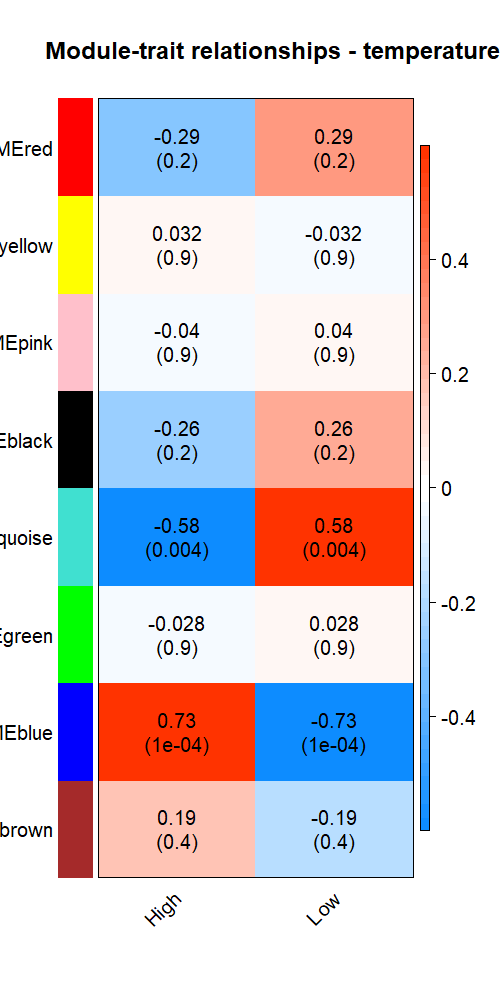 Module-trait relationships - temperature
MEred
-0.29
(0.2)
0.29
(0.2)
yellow
0.032
(0.9)
-0.032
(0.9)
MEpink
-0.04
(0.9)
0.04
(0.9)
Eblack
-0.26
(0.2)
0.26
(0.2)
quoise
-0.58
(0.004)
0.58
(0.004)
Egreen
-0.028
(0.9)
0.028
(0.9)
MEblue
0.73
(1e-04)
-0.73
(1e-04)
brown
0.19
(0.4)
-0.19
(0.4)
High
Low
0.4
0.2
0
-0.2
-0.4